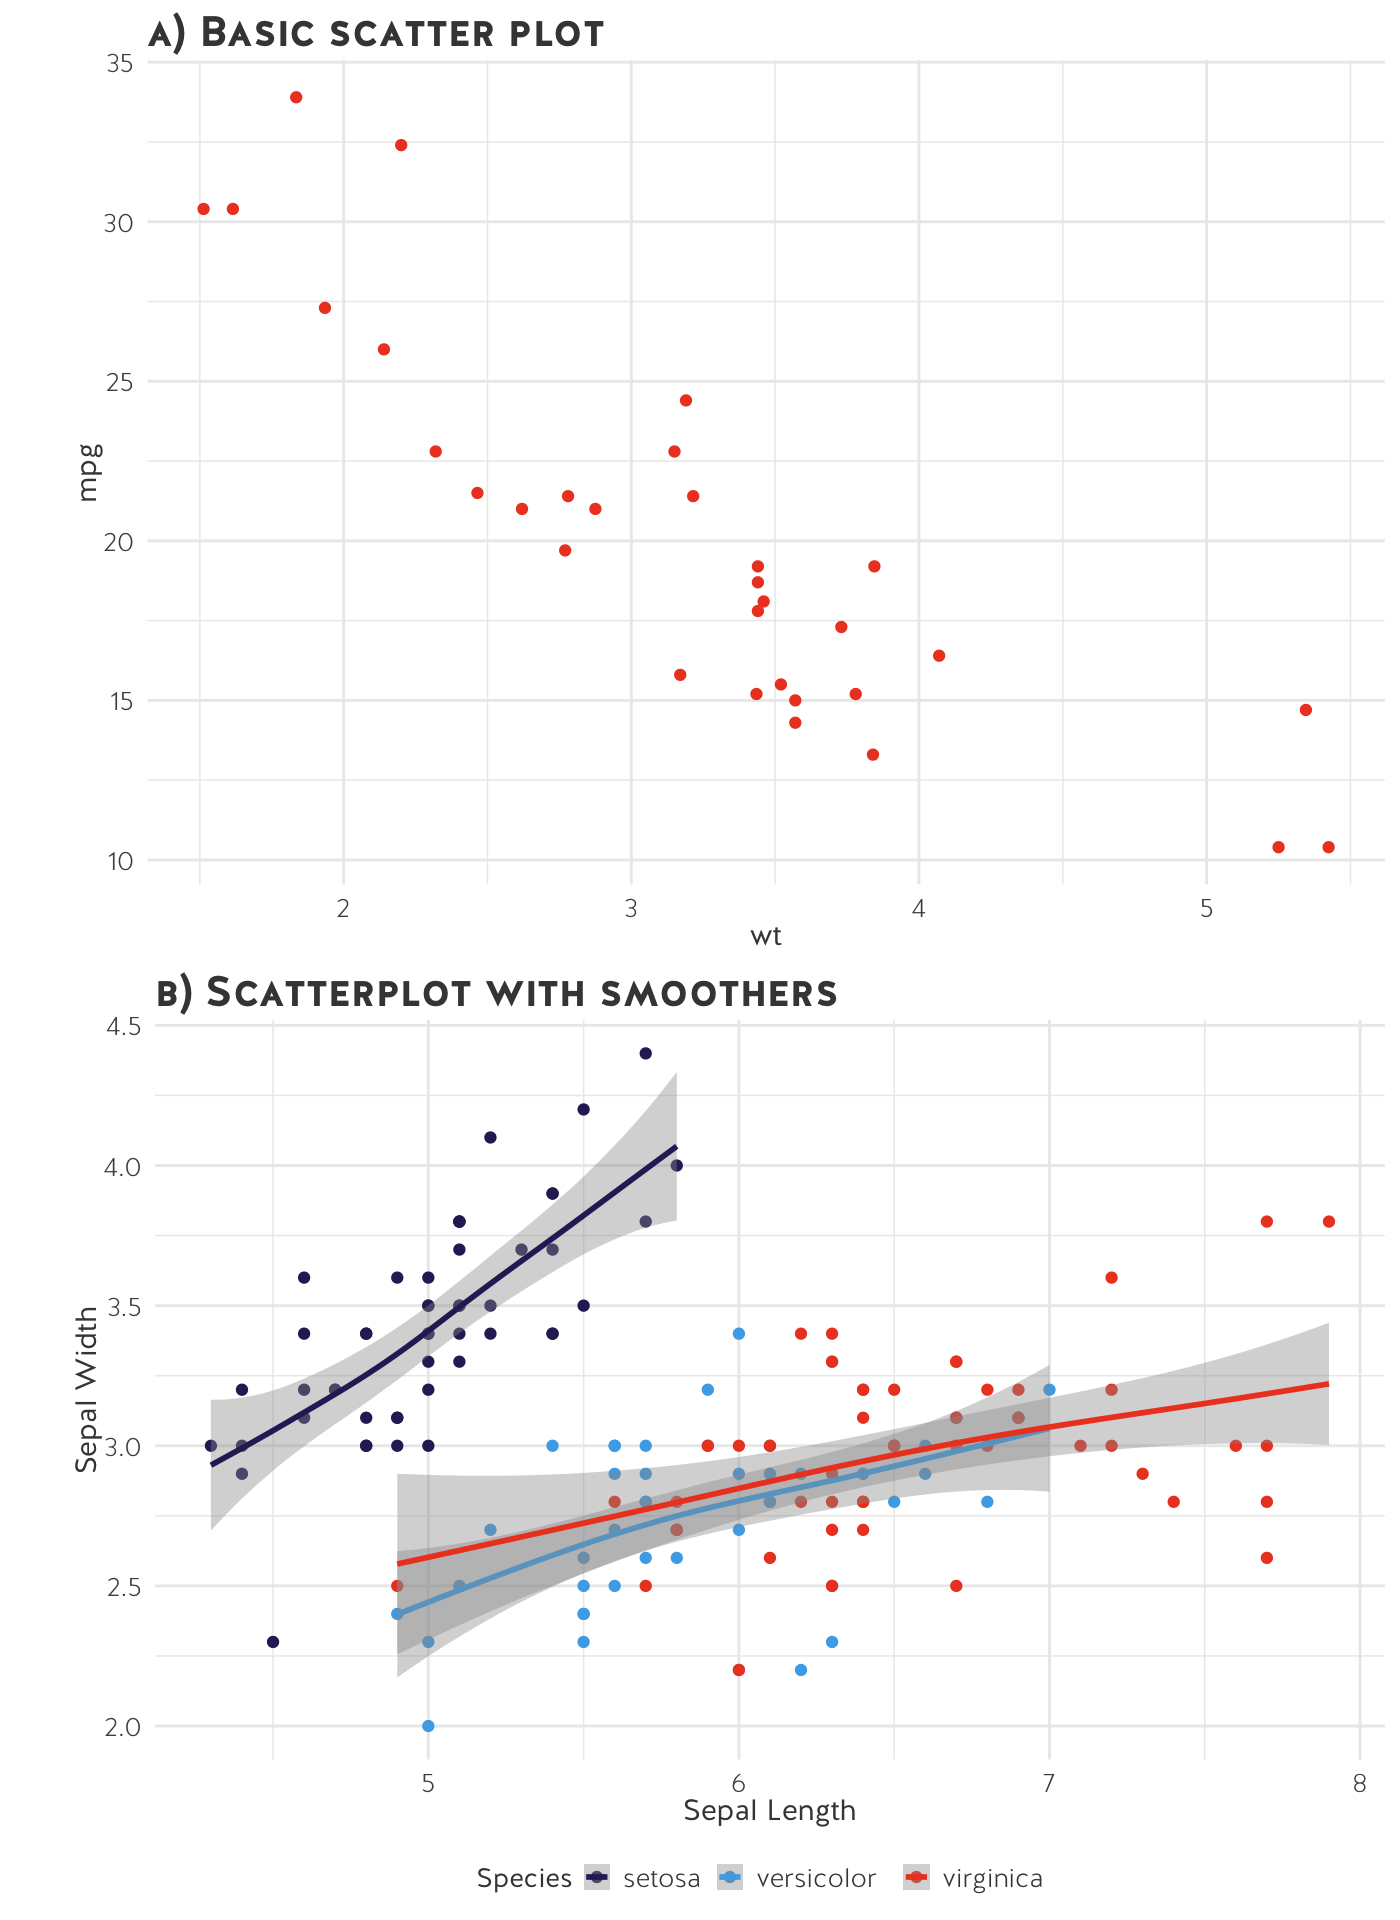 A) BASIC SCATTER PLOT
35
30
25
20
15
10
mpg
2 3 4 5
wt
B) SCATTERPLOT WITH SMOOTHERS
4.5
4.0
3.5
3.0
2.5
2.0
Sepal Width
5 6 7 8
Sepal Length
Species setosa versicolor virginica